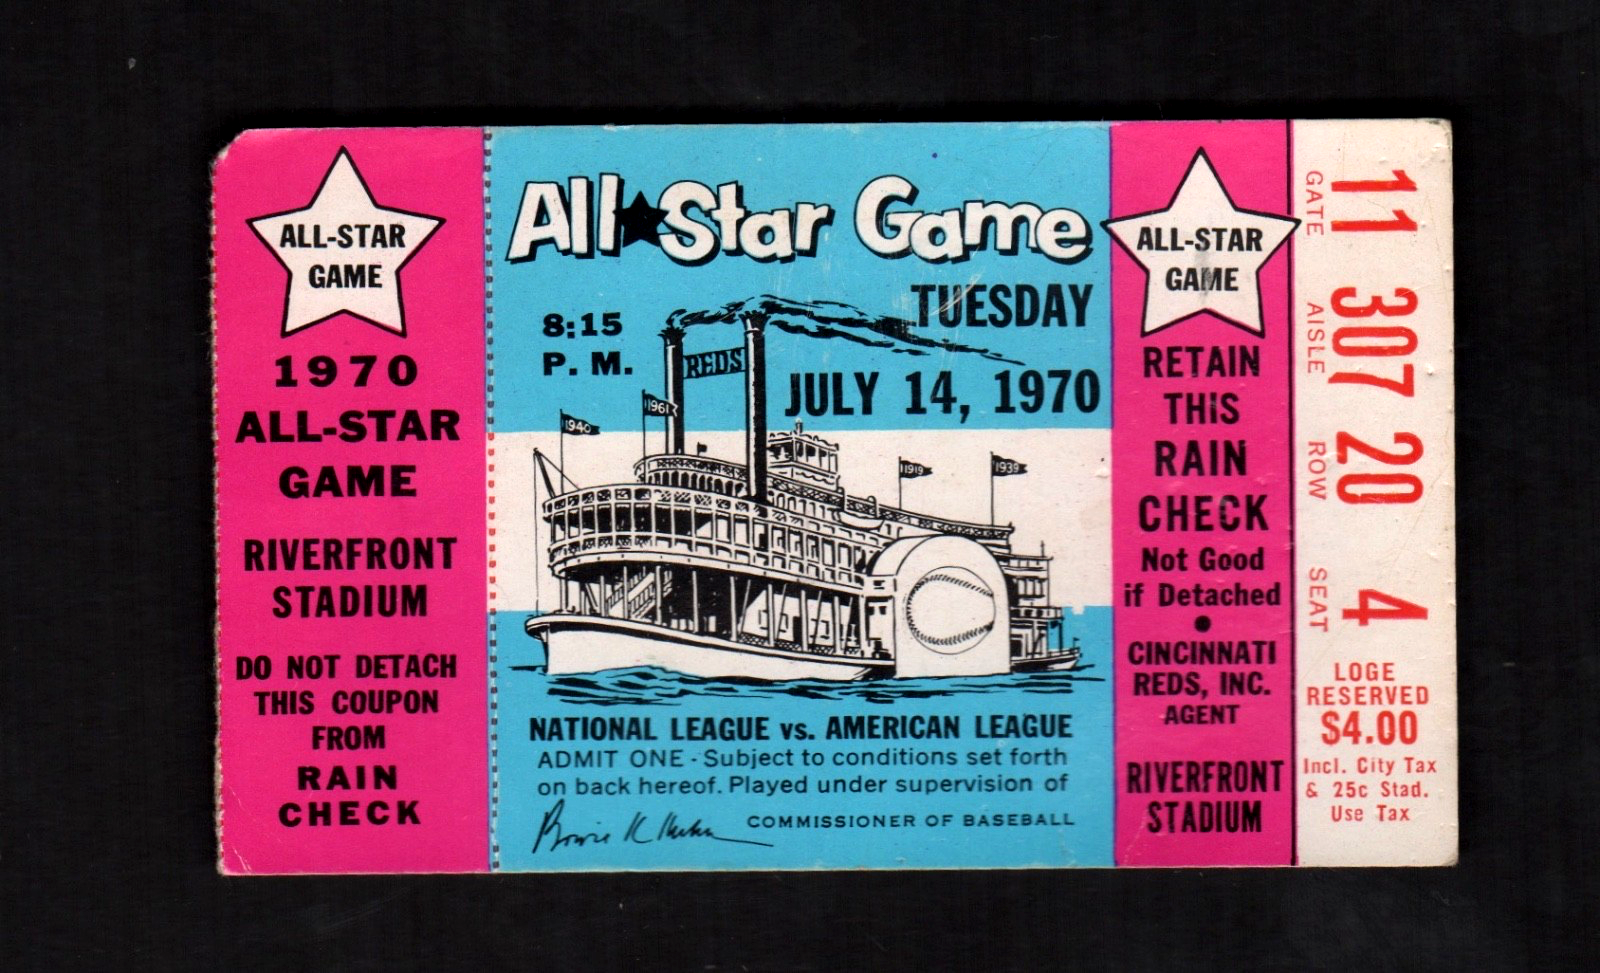 ALL-STAR
GAME
1970
ALL-STAR
GAME
RIVERFRONT
STADIUM
DO NOT DETACH
THIS COUPON
FROM
RAIN
CHECK
All★Star Game
8:15
P. M.
TUESDAY
JULY 14, 1970
REDS
1961
1940
1919
1939
NATIONAL LEAGUE vs. AMERICAN LEAGUE
ADMIT ONE - Subject to conditions set forth
on back hereof. Played under supervision of
Bowie K Kuhn
COMMISSIONER OF BASEBALL
ALL-STAR
GAME
RETAIN
THIS
RAIN
CHECK
Not Good
if Detached
•
CINCINNATI
REDS, INC.
AGENT
RIVERFRONT
STADIUM
GATE 11
AISLE 307
ROW 20
SEAT 4
LOGE
RESERVED
$4.00
Incl. City Tax
& 25c Stad.
Use Tax